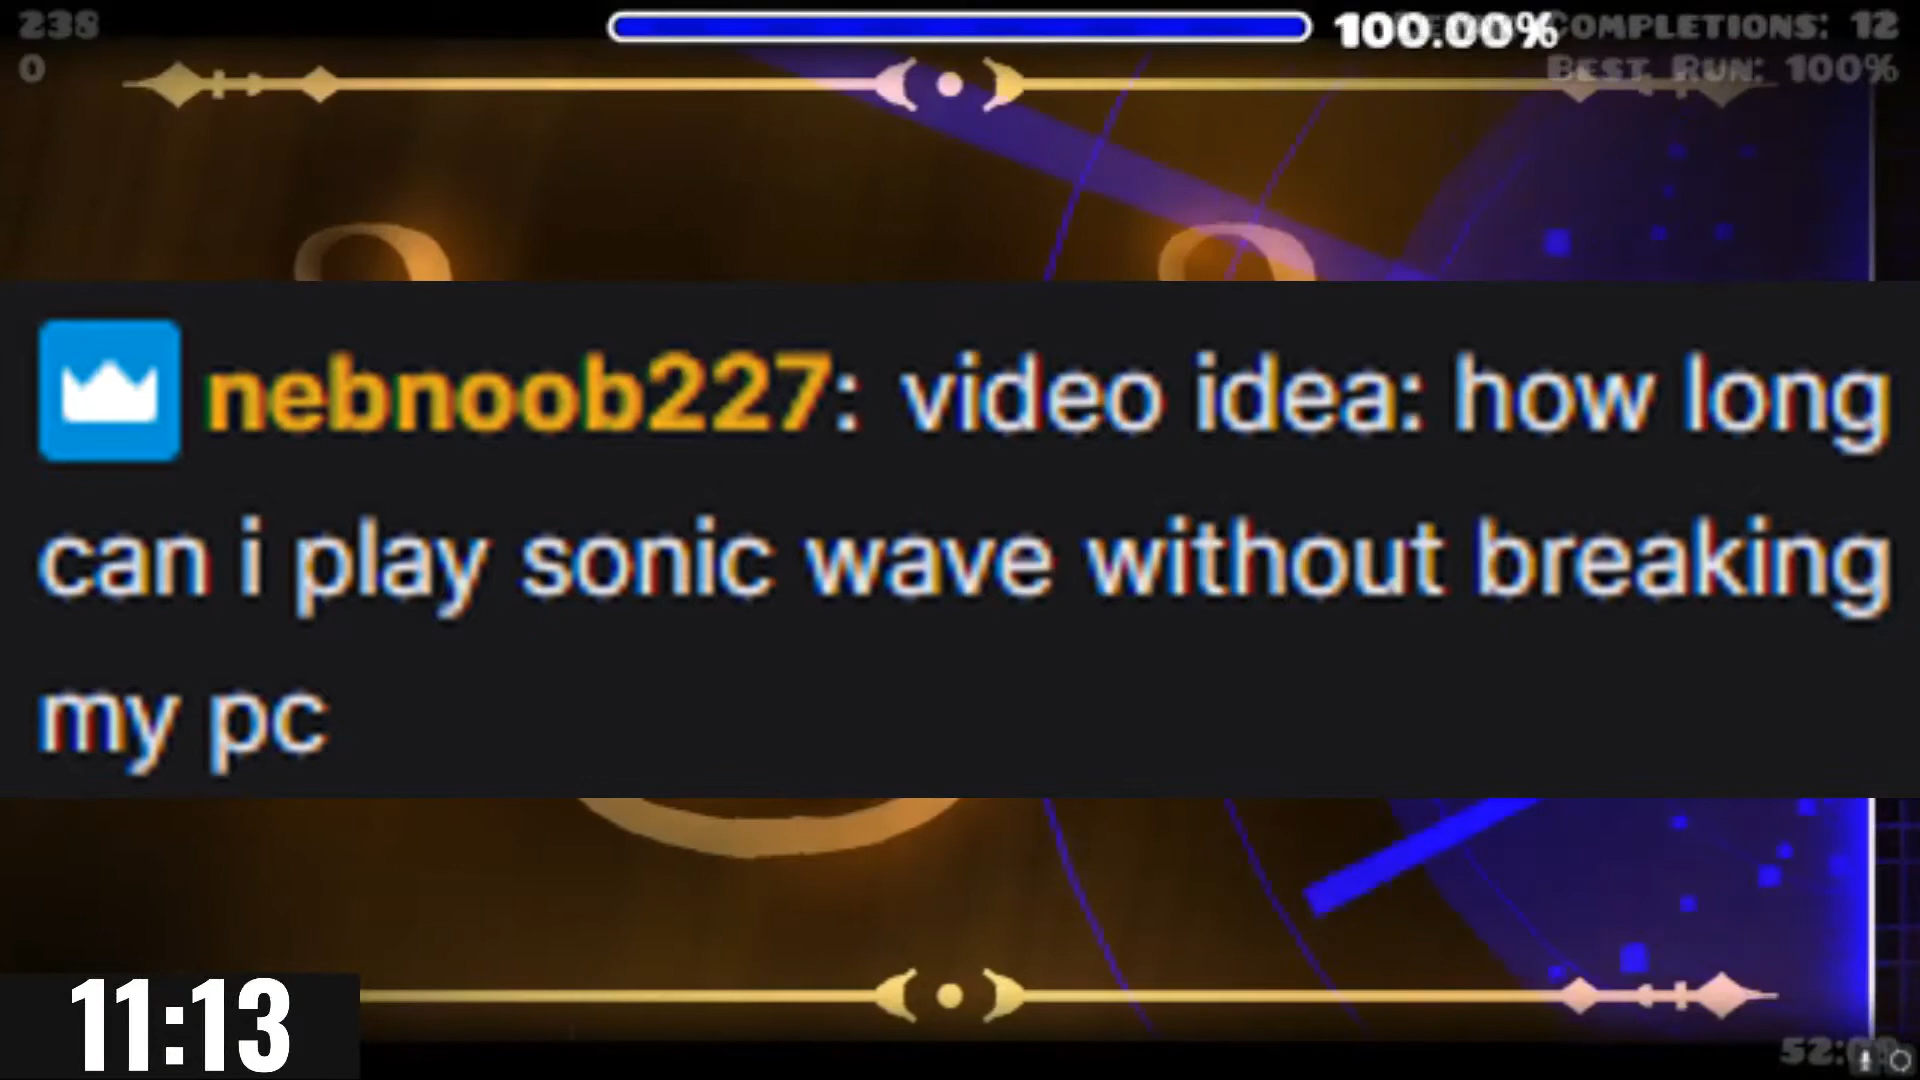 238
0
100.00%
COMPLETIONS: 12
BEST RUN: 100%
nebnoob227: video idea: how long
can i play sonic wave without breaking
my pc
11:13
52: